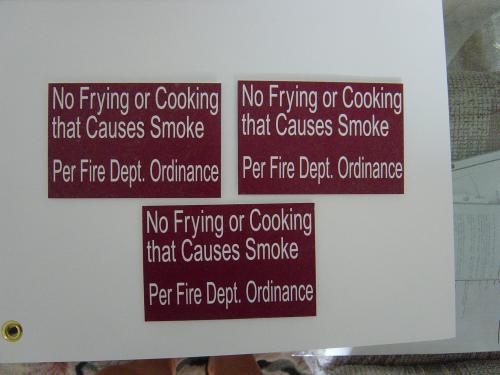 No Frying or Cooking
that Causes Smoke
Per Fire Dept. Ordinance
No Frying or Cooking
that Causes Smoke
Per Fire Dept. Ordinance
No Frying or Cooking
that Causes Smoke
Per Fire Dept. Ordinance